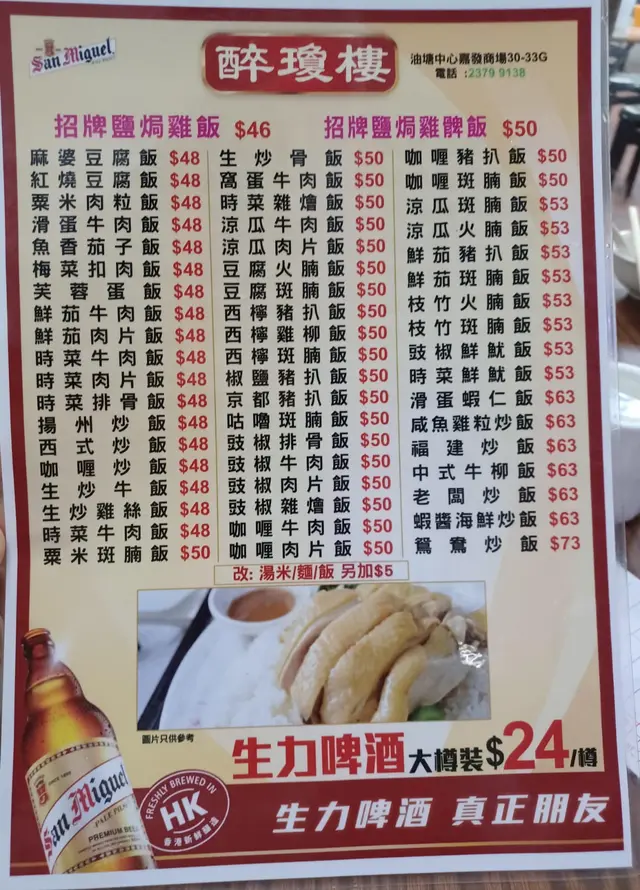 San Miguel
醉瓊樓
油塘中心嘉發商場30-33G
電話 :2379 9138
招牌鹽焗雞飯 $46
招牌鹽焗雞髀飯 $50
麻婆豆腐飯 $48
紅燒豆腐飯 $48
粟米肉粒飯 $48
滑蛋牛肉飯 $48
魚香茄子飯 $48
梅菜扣肉飯 $48
芙蓉蛋飯 $48
鮮茄牛肉飯 $48
鮮茄肉片飯 $48
時菜牛肉飯 $48
時菜肉片飯 $48
時菜排骨飯 $48
揚州炒飯 $48
西式炒飯 $48
咖喱炒飯 $48
生炒牛飯 $48
生炒雞絲飯 $48
時菜牛肉飯 $48
粟米斑腩飯 $50
生炒骨飯 $50
窩蛋牛肉飯 $50
時菜雜燴飯 $50
涼瓜牛肉飯 $50
涼瓜肉片飯 $50
豆腐火腩飯 $50
豆腐斑腩飯 $50
西檸豬扒飯 $50
西檸雞柳飯 $50
西檸斑腩飯 $50
椒鹽豬扒飯 $50
京都豬扒飯 $50
咕嚕斑腩飯 $50
豉椒排骨飯 $50
豉椒牛肉飯 $50
豉椒肉片飯 $50
豉椒雜燴飯 $50
咖喱牛肉飯 $50
咖喱肉片飯 $50
咖喱豬扒飯 $50
咖喱斑腩飯 $50
涼瓜斑腩飯 $53
涼瓜火腩飯 $53
鮮茄豬扒飯 $53
鮮茄斑腩飯 $53
枝竹火腩飯 $53
枝竹斑腩飯 $53
豉椒鮮魷飯 $53
時菜鮮魷飯 $53
滑蛋蝦仁飯 $63
咸魚雞粒炒飯 $63
福建炒飯 $63
中式牛柳飯 $63
老闆炒飯 $63
蝦醬海鮮炒飯 $63
鴛鴦炒飯 $73
改: 湯米/麵/飯 另加$5
圖片只供參考
生力啤酒 大樽裝 $24/樽
San Miguel
PALE PILSEN
PREMIUM BEER
FRESHLY BREWED IN
HK
香港新鮮釀造
生力啤酒 真正朋友